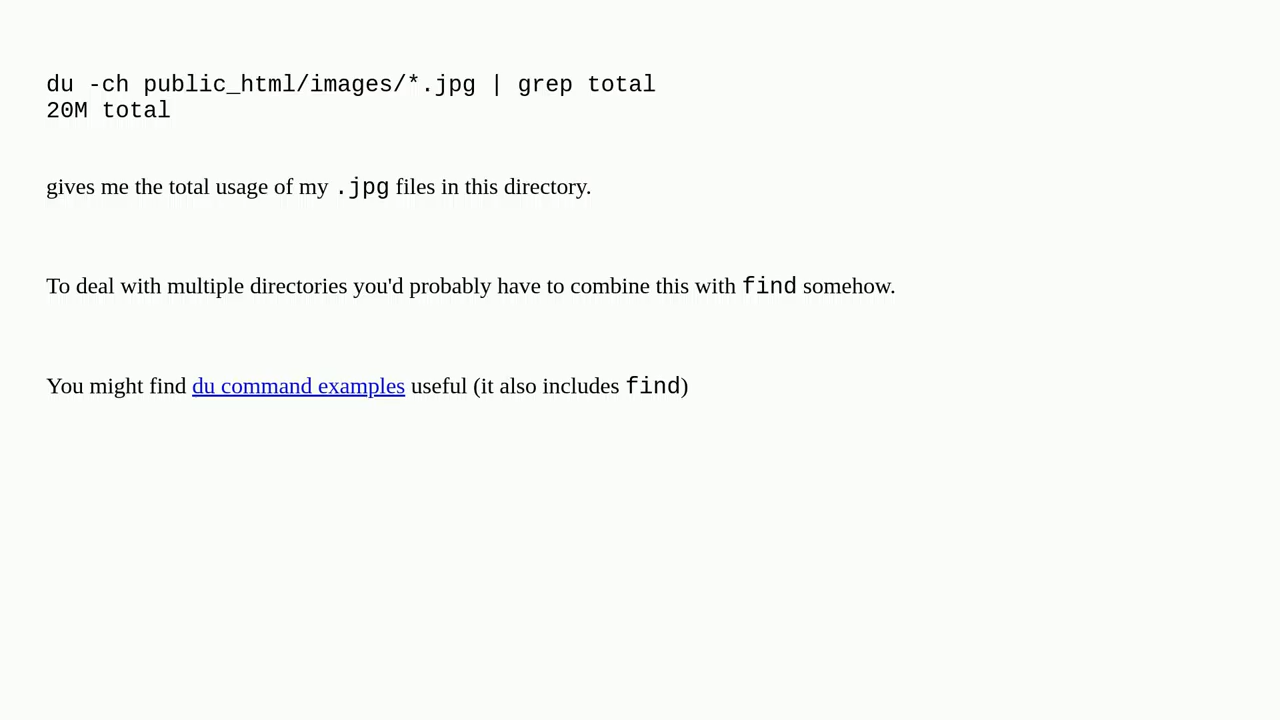 du -ch public_html/images/*.jpg | grep total
20M total
gives me the total usage of my .jpg files in this directory.
To deal with multiple directories you'd probably have to combine this with find somehow.
You might find du command examples useful (it also includes find)